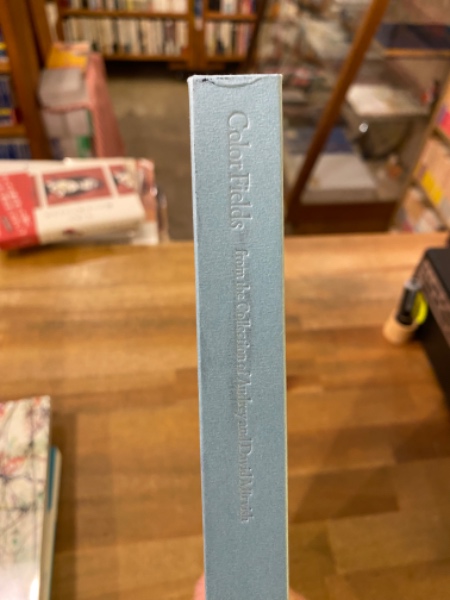 Color Fields — from the Collection of Audrey and David Mirvish